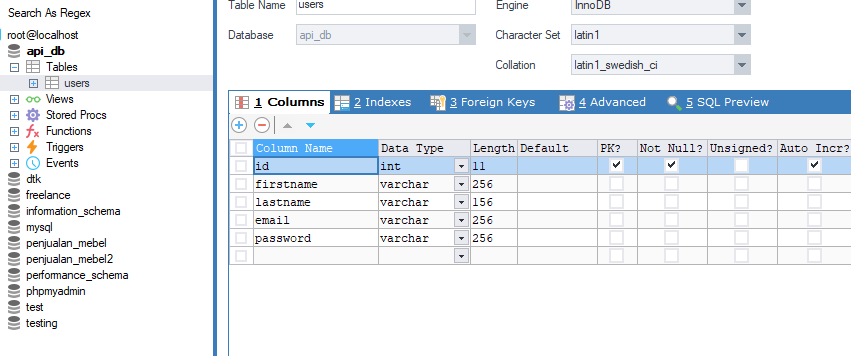 Search As Regex
root@localhost
api_db
Tables
users
Views
Stored Procs
Functions
Triggers
Events
dtk
freelance
infomation_schema
mysql
penjualan_mebel
penjualan_mebel2
performance_schema
phpmyadmin
test
testing
Table Name users Engine InnoDB
Database api_db Character Set latin1
Collation latin1_swedish_ci
1 Columns 2 Indexes 3 Foreign Keys 4 Advanced 5 SQL Preview
Column Name Data Type Length Default PK? Not Null? Unsigned? Auto Incr?
id int 11
firstname varchar 256
lastname varchar 156
email varchar 256
password varchar 256